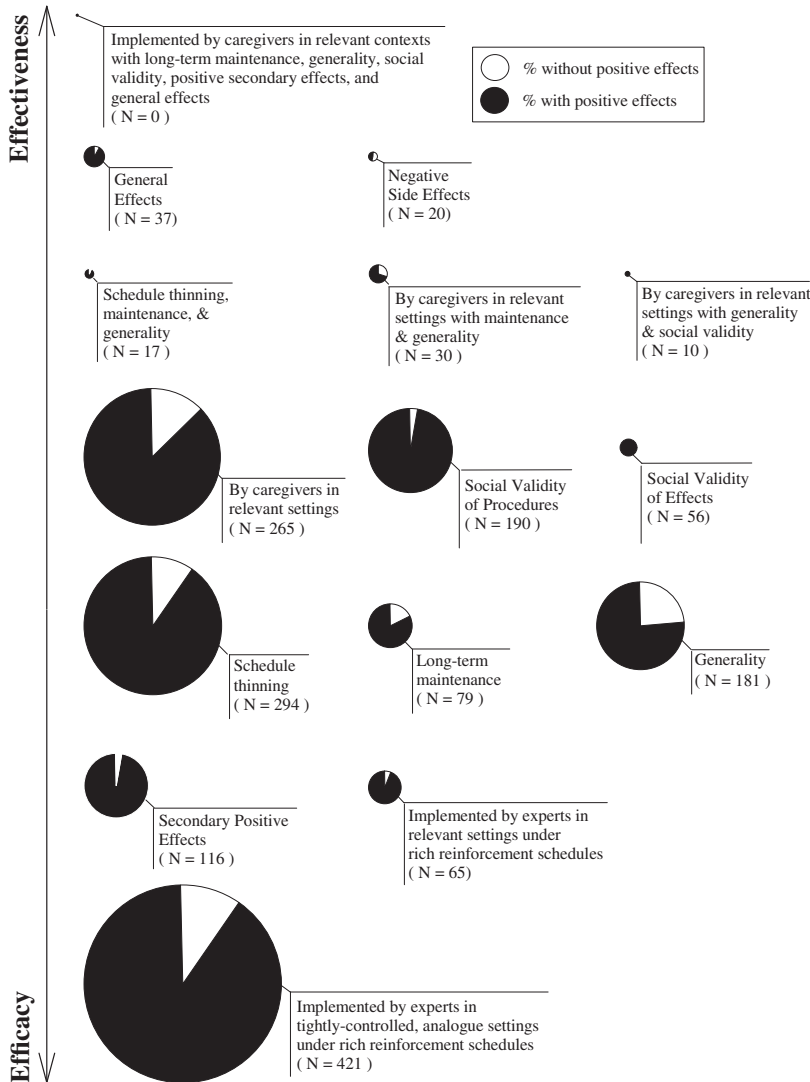 Effectiveness
Implemented by caregivers in relevant contexts
with long-term maintenance, generality, social
validity, positive secondary effects, and
general effects
( N = 0 )
% without positive effects
% with positive effects
General
Effects
( N = 37 )
Negative
Side Effects
( N = 20)
Schedule thinning,
maintenance, &
generality
( N = 17 )
By caregivers in relevant
settings with maintenance
& generality
( N = 30 )
By caregivers in relevant
settings with generality
& social validity
( N = 10 )
By caregivers in
relevant settings
( N = 265 )
Social Validity
of Procedures
( N = 190 )
Social Validity
of Effects
( N = 56)
Schedule
thinning
( N = 294 )
Long-term
maintenance
( N = 79 )
Generality
( N = 181 )
Secondary Positive
Effects
( N = 116 )
Implemented by experts in
relevant settings under
rich reinforcement schedules
( N = 65)
Implemented by experts in
tightly-controlled, analogue settings
under rich reinforcement schedules
( N = 421 )
Efficacy